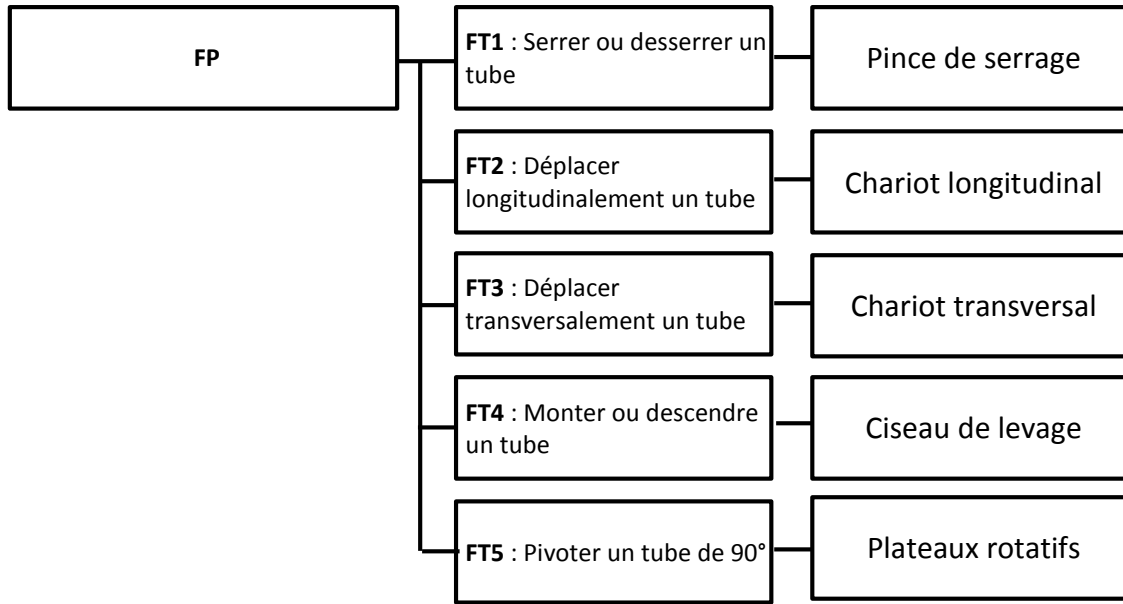 FP
FT1 : Serrer ou desserrer un
tube
Pince de serrage
FT2 : Déplacer
longitudinalement un tube
Chariot longitudinal
FT3 : Déplacer
transversalement un tube
Chariot transversal
FT4 : Monter ou descendre
un tube
Ciseau de levage
FT5 : Pivoter un tube de 90°
Plateaux rotatifs